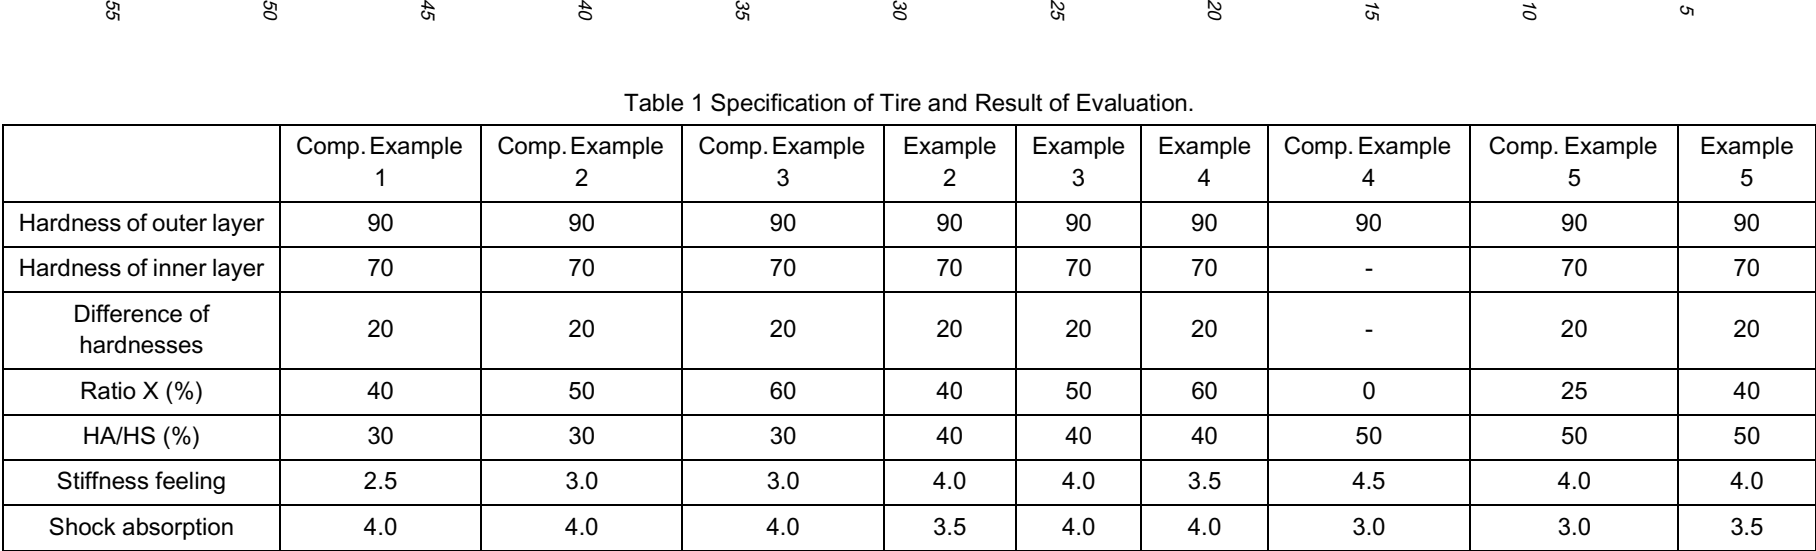 55 50 45 40 35 30 25 20 15 10 5
Table 1 Specification of Tire and Result of Evaluation.
Comp. Example 1 Comp. Example 2 Comp. Example 3 Example 2 Example 3 Example 4 Comp. Example 4 Comp. Example 5 Example 5
Hardness of outer layer 90 90 90 90 90 90 90 90 90
Hardness of inner layer 70 70 70 70 70 70 - 70 70
Difference of hardnesses 20 20 20 20 20 20 - 20 20
Ratio X (%) 40 50 60 40 50 60 0 25 40
HA/HS (%) 30 30 30 40 40 40 50 50 50
Stiffness feeling 2.5 3.0 3.0 4.0 4.0 3.5 4.5 4.0 4.0
Shock absorption 4.0 4.0 4.0 3.5 4.0 4.0 3.0 3.0 3.5